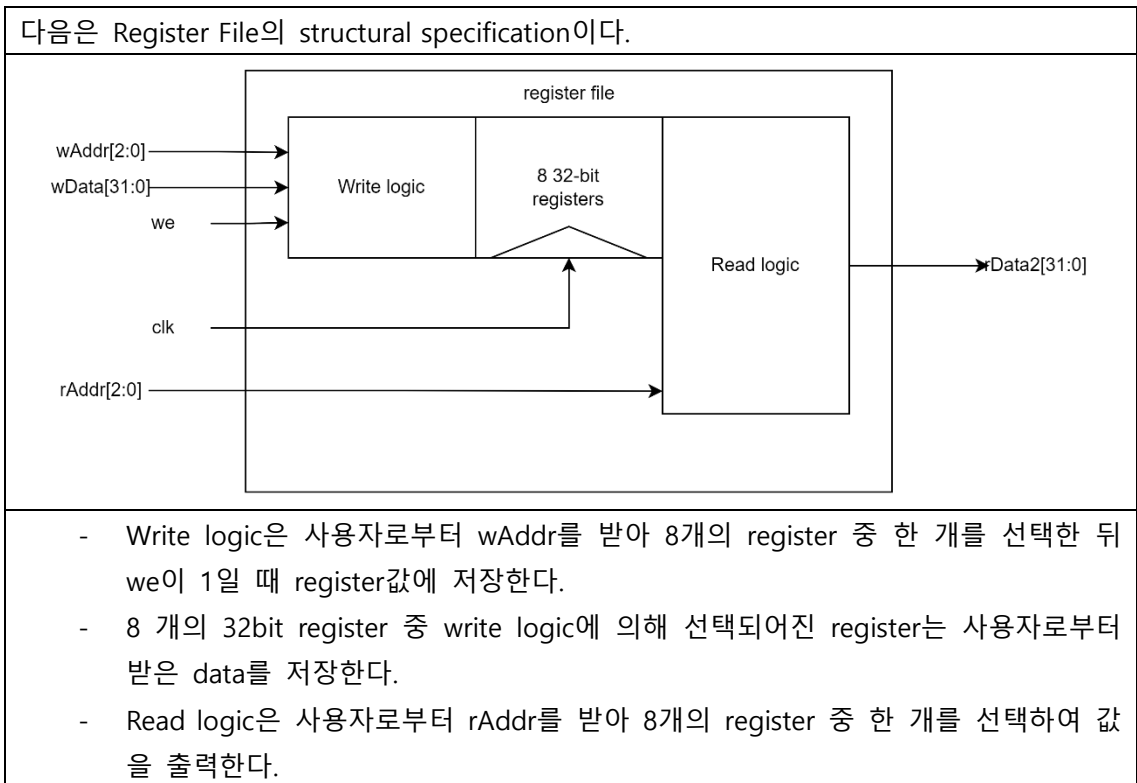 다음은 Register File의 structural specification이다.
register file
wAddr[2:0]
wData[31:0]
we
Write logic
8 32-bit
registers
Read logic
rData2[31:0]
clk
rAddr[2:0]
- Write logic은 사용자로부터 wAddr를 받아 8개의 register 중 한 개를 선택한 뒤
we이 1일 때 register값에 저장한다.
- 8 개의 32bit register 중 write logic에 의해 선택되어진 register는 사용자로부터
받은 data를 저장한다.
- Read logic은 사용자로부터 rAddr를 받아 8개의 register 중 한 개를 선택하여 값
을 출력한다.